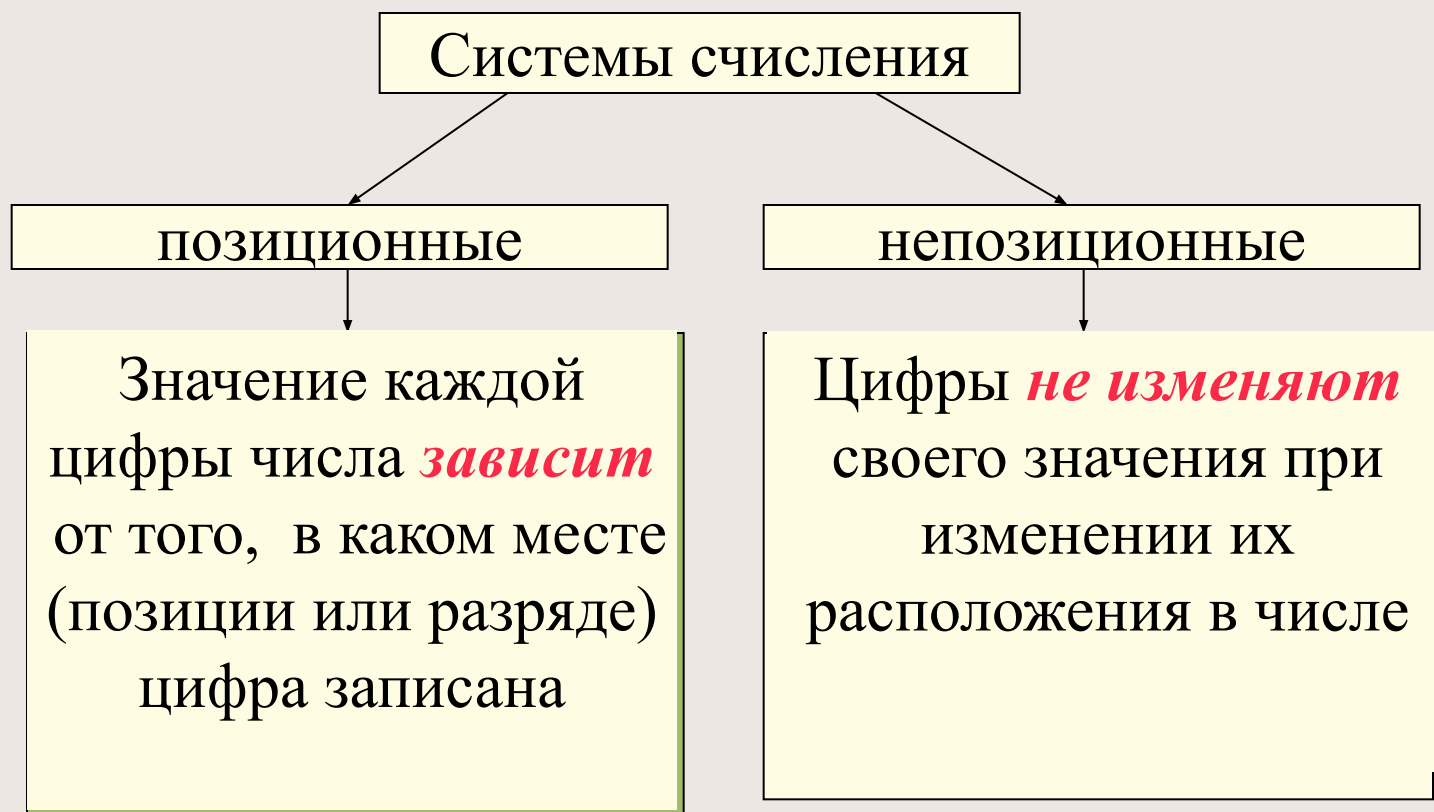 Системы счисления
позиционные
непозиционные
Значение каждой
цифры числа зависит
от того, в каком месте
(позиции или разряде)
цифра записана
Цифры не изменяют
своего значения при
изменении их
расположения в числе